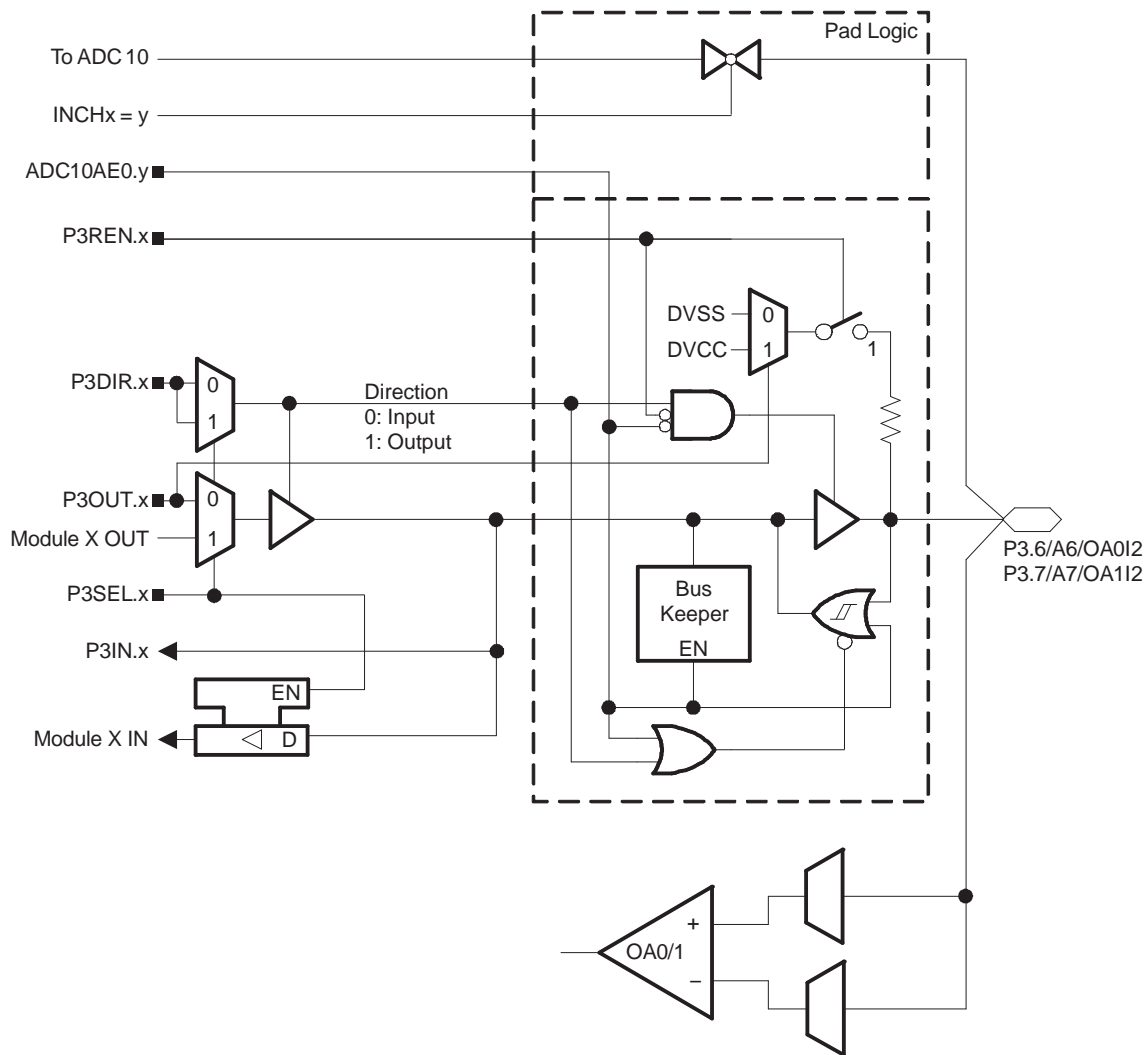 Pad Logic
To ADC10
INCHx = y
ADC10AE0.y
P3REN.x
DVSS
0
DVCC
1
1
P3DIR.x
0
1
Direction
0: Input
1: Output
P3OUT.x
0
Module X OUT
1
P3SEL.x
P3IN.x
EN
Module X IN
D
Bus
Keeper
EN
P3.6/A6/OA0I2
P3.7/A7/OA1I2
+
OA0/1
−